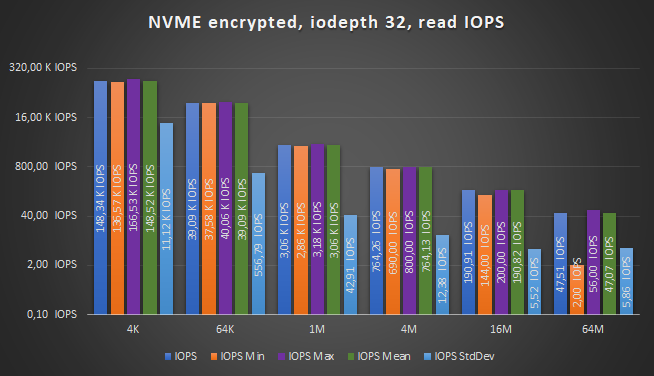 NVME encrypted, iodepth 32, read IOPS
320,00 K IOPS
16,00 K IOPS
800,00 IOPS
40,00 IOPS
2,00 IOPS
0,10 IOPS
148,34 K IOPS
136,57 K IOPS
166,53 K IOPS
148,52 K IOPS
11,12 K IOPS
39,09 K IOPS
37,58 K IOPS
40,06 K IOPS
39,09 K IOPS
556,79 IOPS
3,06 K IOPS
2,86 K IOPS
3,18 K IOPS
3,06 K IOPS
42,91 IOPS
764,26 IOPS
690,00 IOPS
800,00 IOPS
764,13 IOPS
12,38 IOPS
190,91 IOPS
144,00 IOPS
200,00 IOPS
190,82 IOPS
5,52 IOPS
47,51 IOPS
2,00 IOPS
56,00 IOPS
47,07 IOPS
5,86 IOPS
4K 64K 1M 4M 16M 64M
IOPS IOPS Min IOPS Max IOPS Mean IOPS StdDev